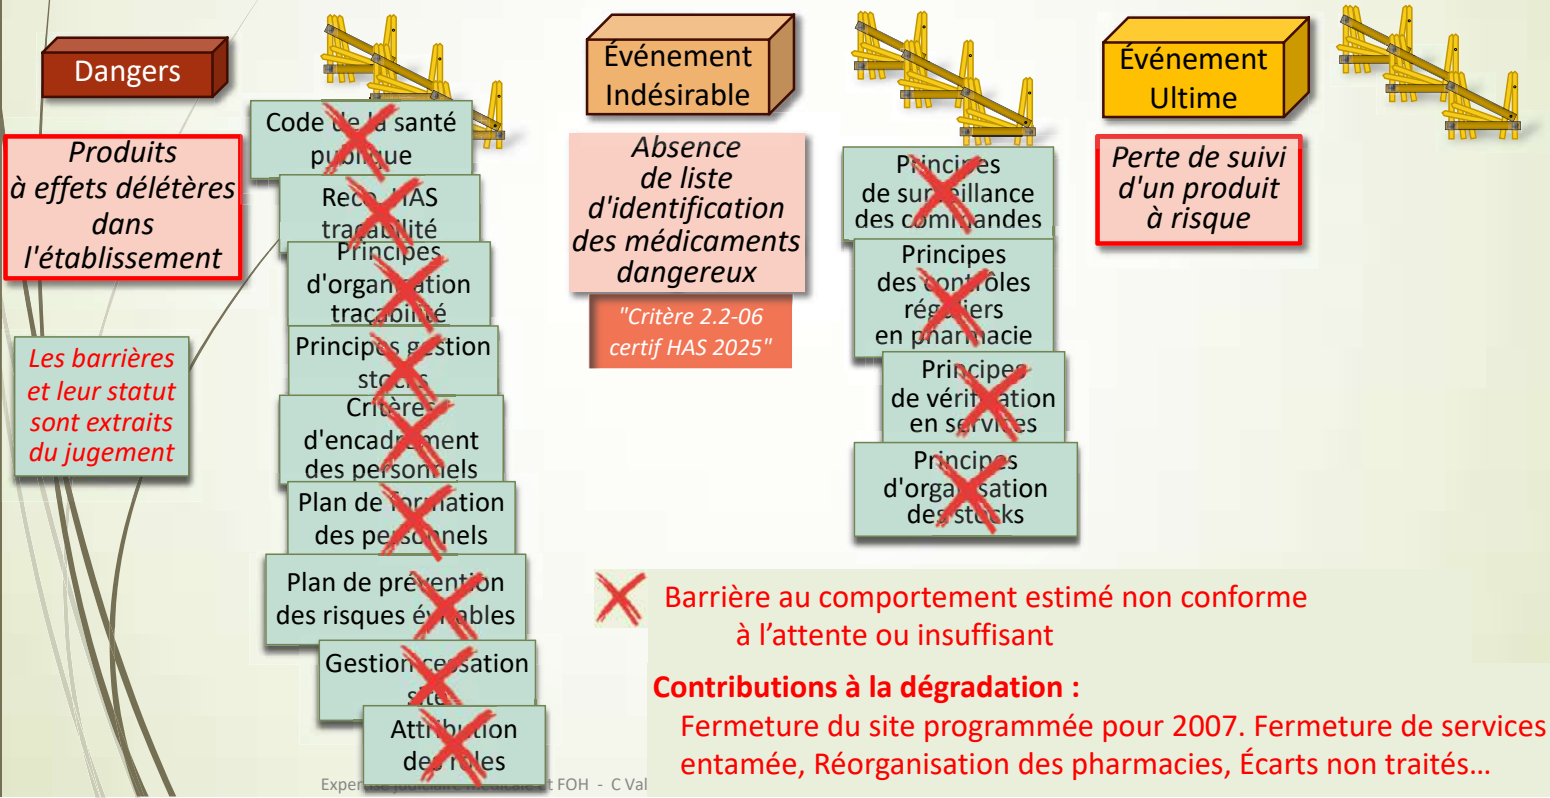 Dangers
Produits
à effets délétères
dans
l'établissement
Les barrières
et leur statut
sont extraits
du jugement
Code de la santé
publique
Reco HAS
traçabilité
Principes
d'organisation
traçabilité
Principes gestion
stocks
Critères
d'encadrement
des personnels
Plan de formation
des personnels
Plan de prévention
des risques évitables
Gestion cessation
site
Attribution
des rôles
Événement
Indésirable
Absence
de liste
d'identification
des médicaments
dangereux
"Critère 2.2-06
certif HAS 2025"
Principes
de surveillance
des commandes
Principes
des contrôles
réguliers
en pharmacie
Principes
de vérification
en services
Principes
d'organisation
des stocks
Événement
Ultime
Perte de suivi
d'un produit
à risque
Barrière au comportement estimé non conforme
à l’attente ou insuffisant
Contributions à la dégradation :
Fermeture du site programmée pour 2007. Fermeture de services
entamée, Réorganisation des pharmacies, Écarts non traités…
Expertise judiciaire médicale et FOH - C Val